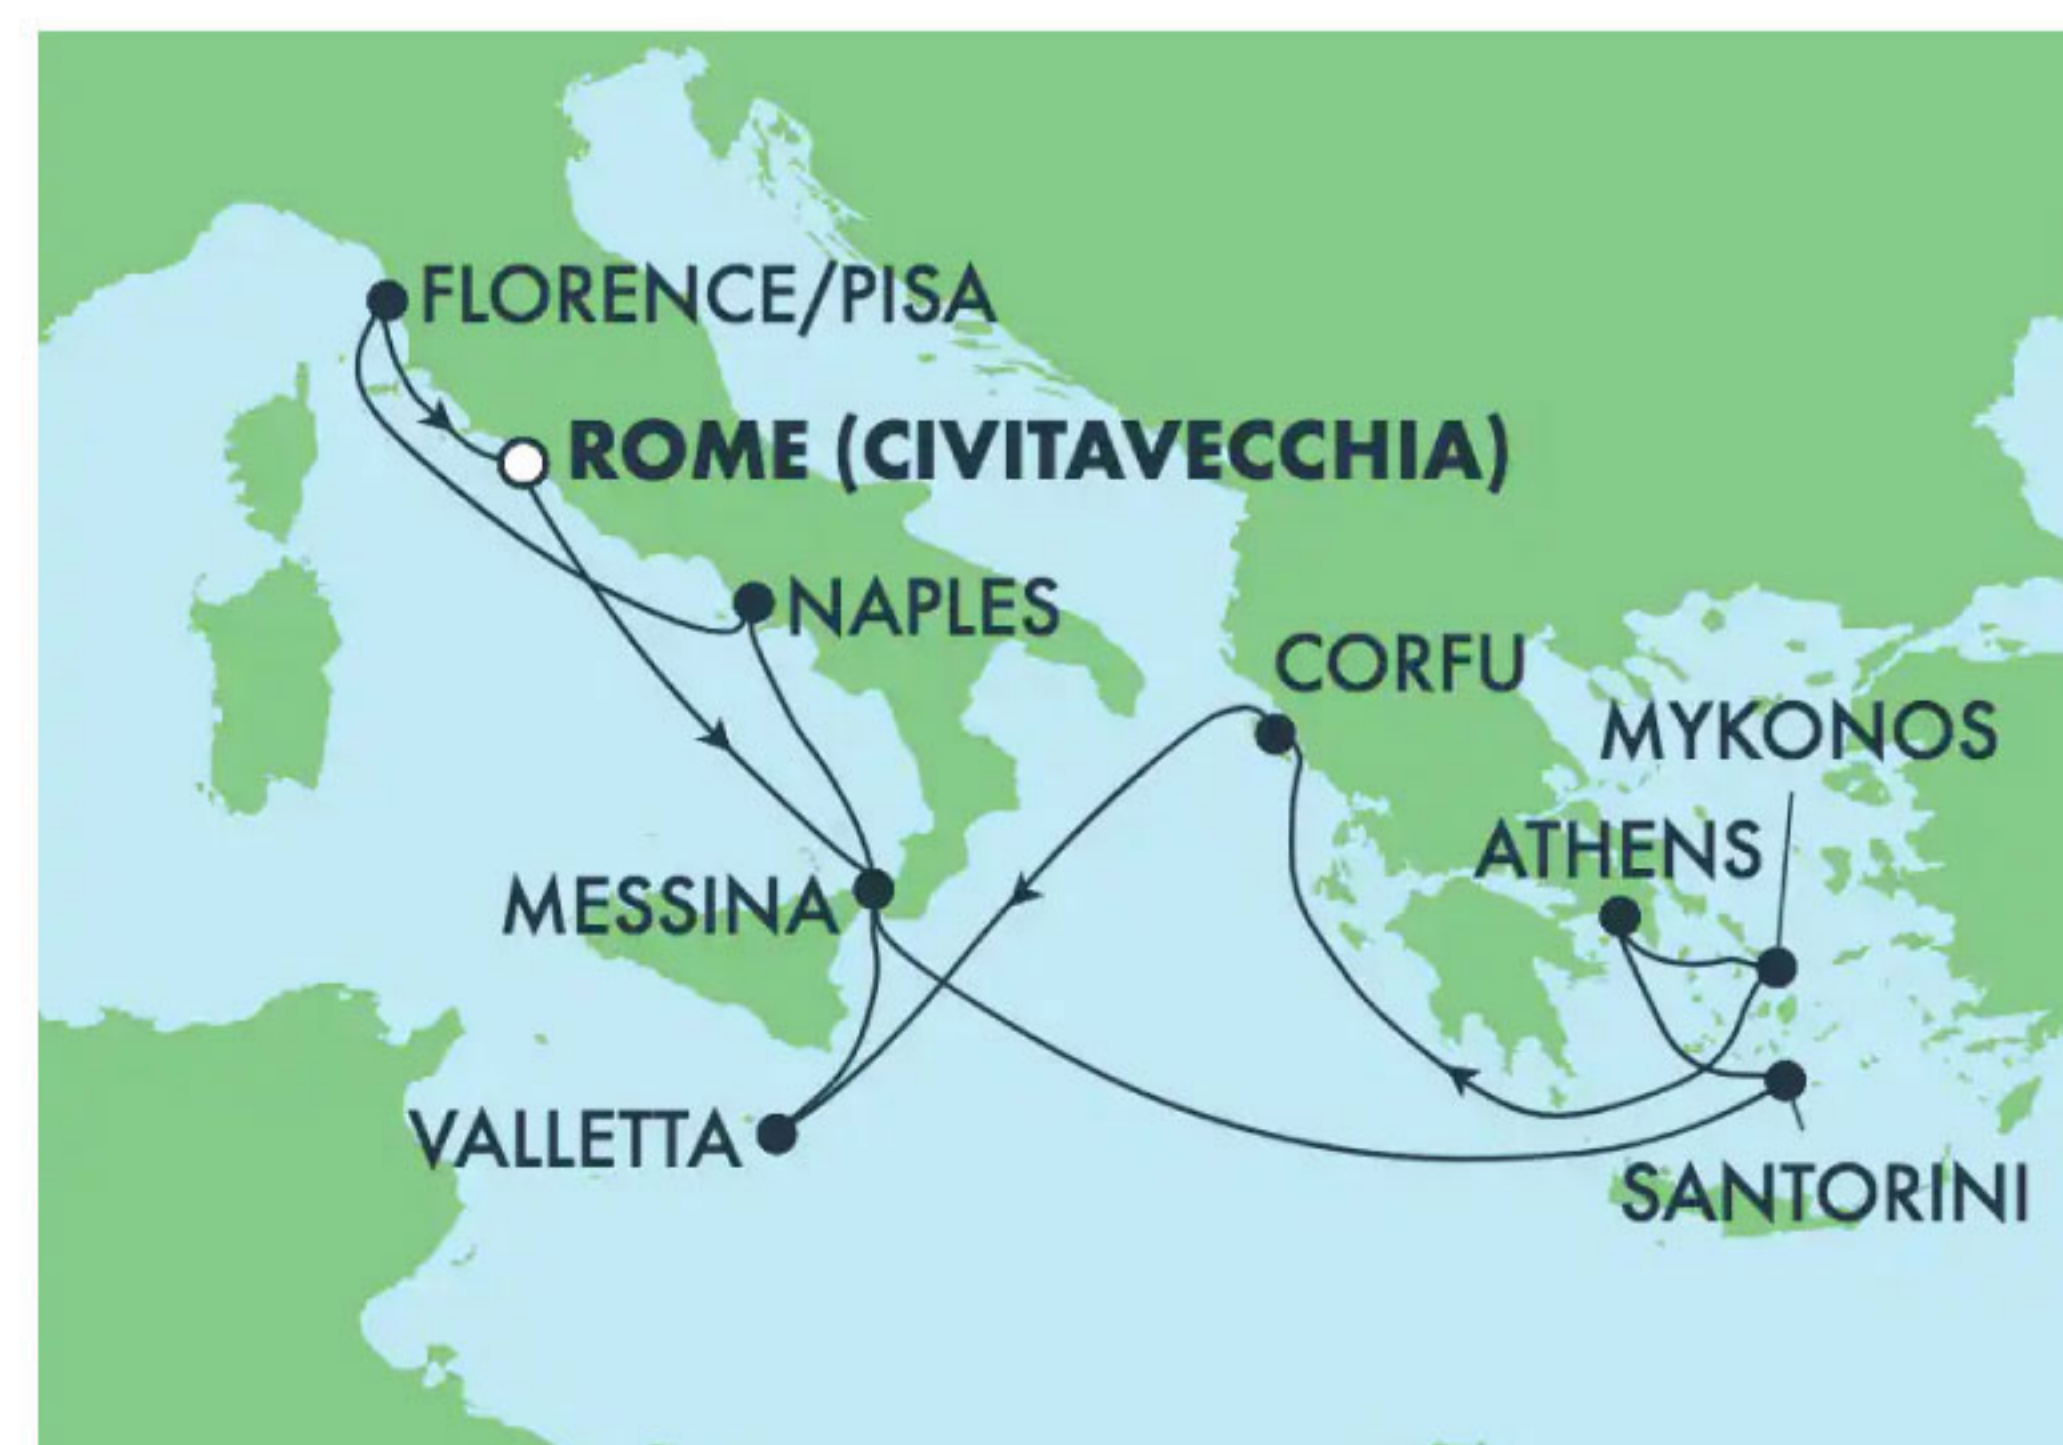 FLORENCE/PISA
ROME (CIVITAVECCHIA)
NAPLES
CORFU
MYKONOS
ATHENS
MESSINA
VALLETTA
SANTORINI